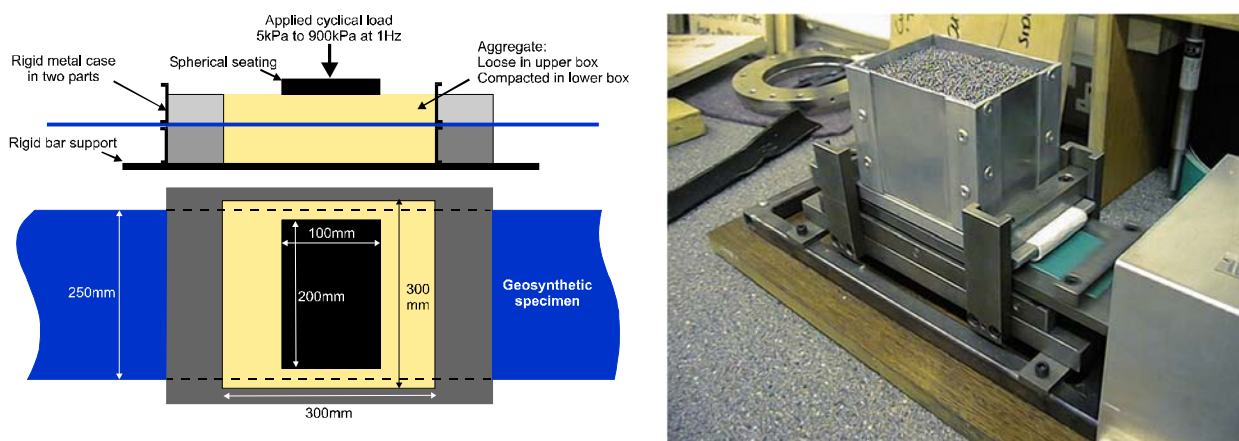 Applied cyclical load
5kPa to 900kPa at 1Hz
Rigid metal case
in two parts
Spherical seating
Aggregate:
Loose in upper box
Compacted in lower box
Rigid bar support
100mm
250mm
200mm
300
mm
Geosynthetic
specimen
300mm